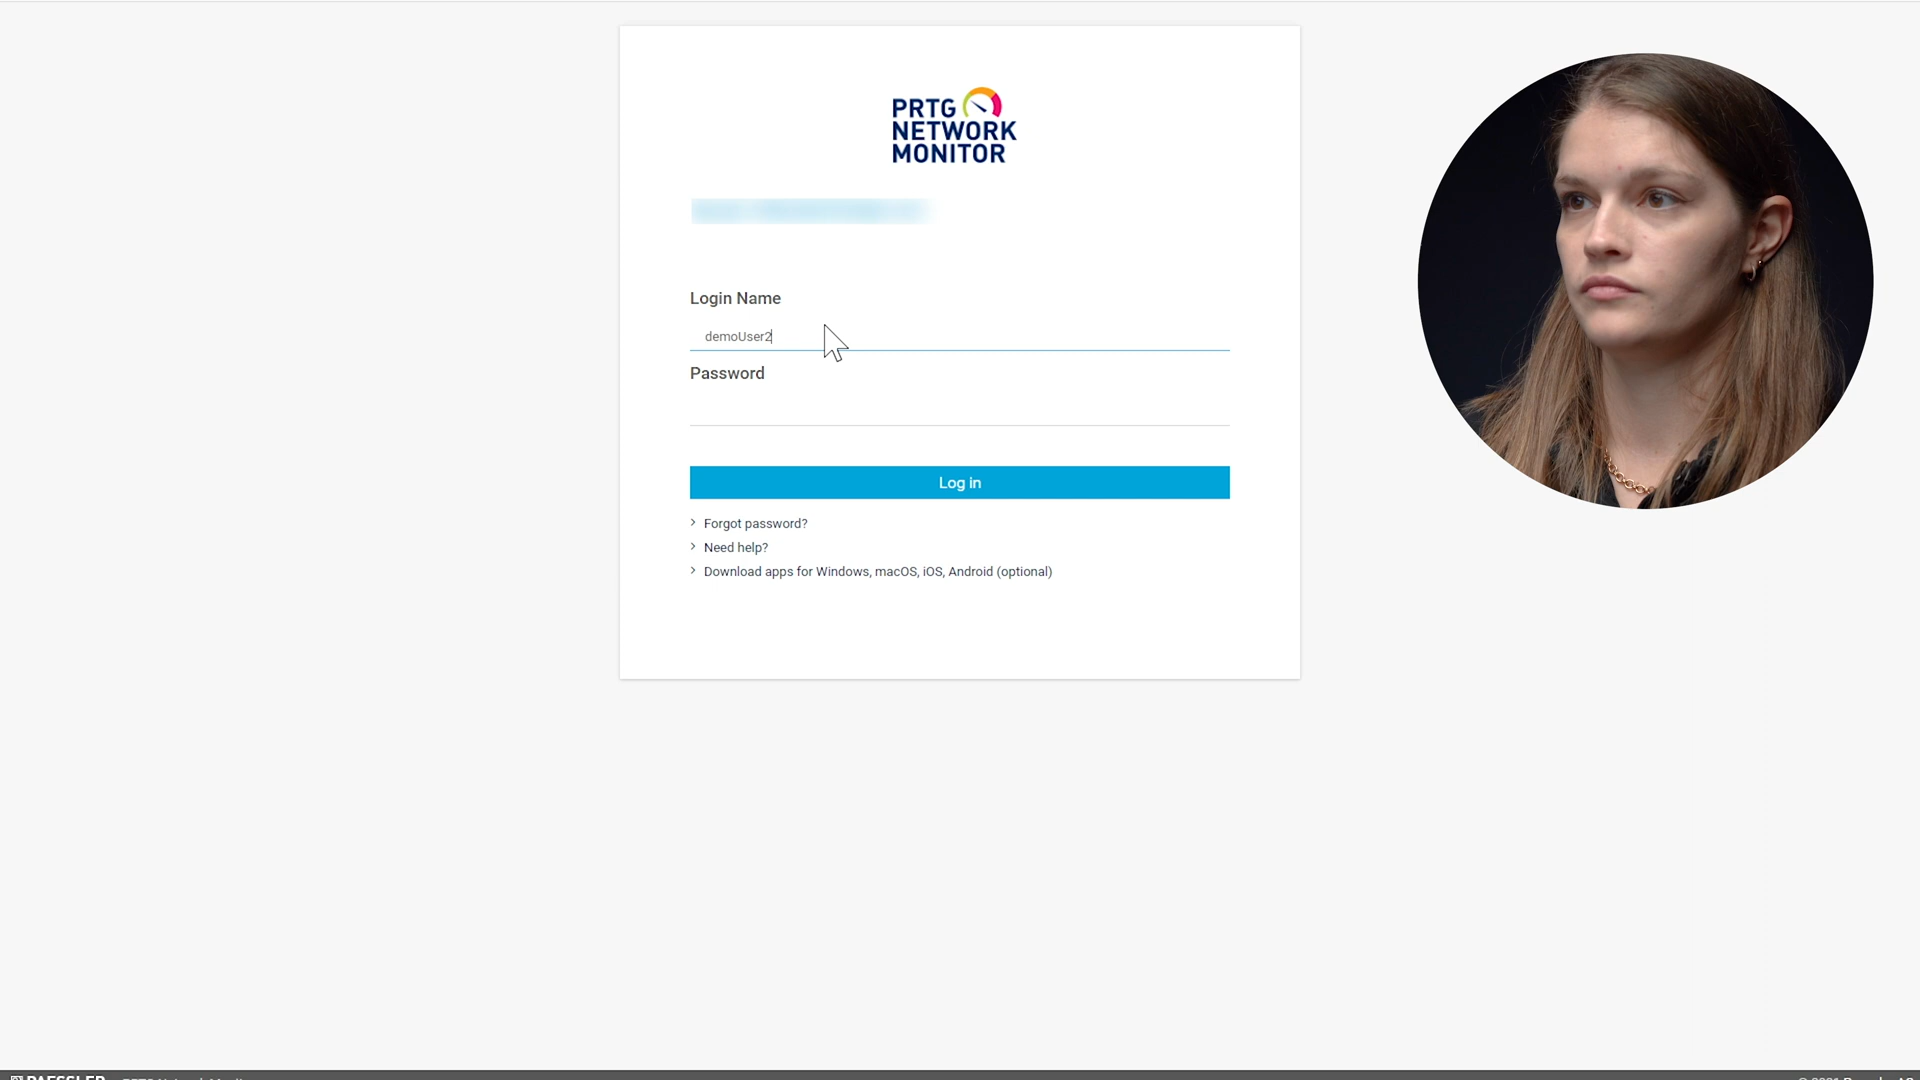 PRTG
NETWORK
MONITOR
Login Name
demoUser2
Password
Log in
Forgot password?
Need help?
Download apps for Windows, macOS, iOS, Android (optional)
PAESSLER